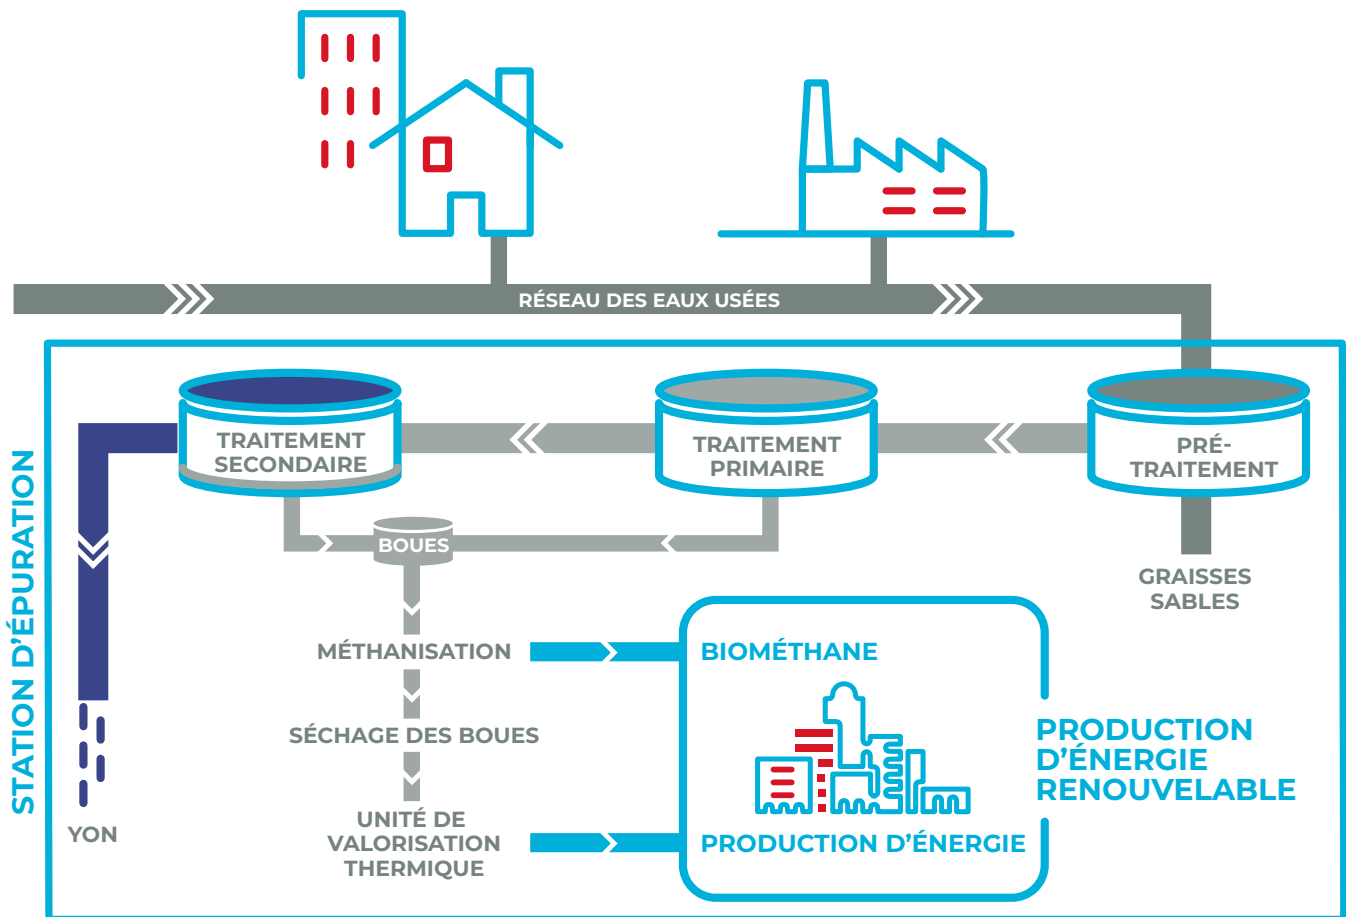 RÉSEAU DES EAUX USÉES
STATION D'ÉPURATION
TRAITEMENT
SECONDAIRE
TRAITEMENT
PRIMAIRE
PRÉ-
TRAITEMENT
BOUES
GRAISSES
SABLES
MÉTHANISATION
BIOMÉTHANE
SÉCHAGE DES BOUES
PRODUCTION
D'ÉNERGIE
RENOUVELABLE
YON
UNITÉ DE
VALORISATION
THERMIQUE
PRODUCTION D'ÉNERGIE